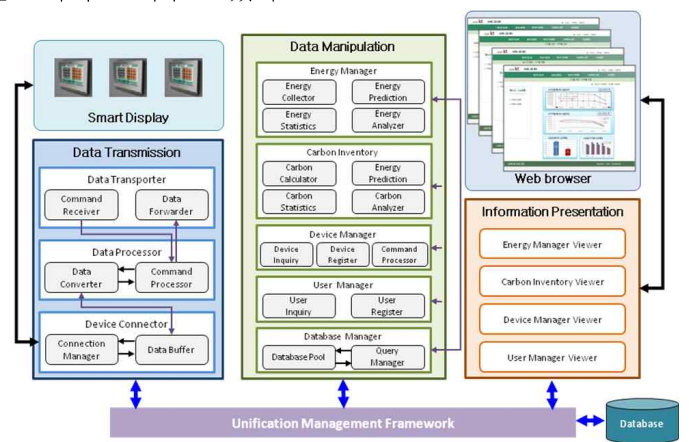 Smart Display
Data Transmission
Data Transporter
Command
Receiver
Data
Forwarder
Data Processor
Data
Converter
Command
Processor
Device Connector
Connection
Manager
Data Buffer
Data Manipulation
Energy Manager
Energy
Collector
Energy
Prediction
Energy
Statistics
Energy
Analyzer
Carbon Inventory
Carbon
Calculator
Energy
Prediction
Carbon
Statistics
Carbon
Analyzer
Device Manager
Device
Inquiry
Device
Register
Command
Processor
User Manager
User
Inquiry
User
Register
Database Manager
Database Pool
Query
Manager
Web browser
Information Presentation
Energy Manager Viewer
Carbon Inventory Viewer
Device Manager Viewer
User Manager Viewer
Unification Management Framework
Database